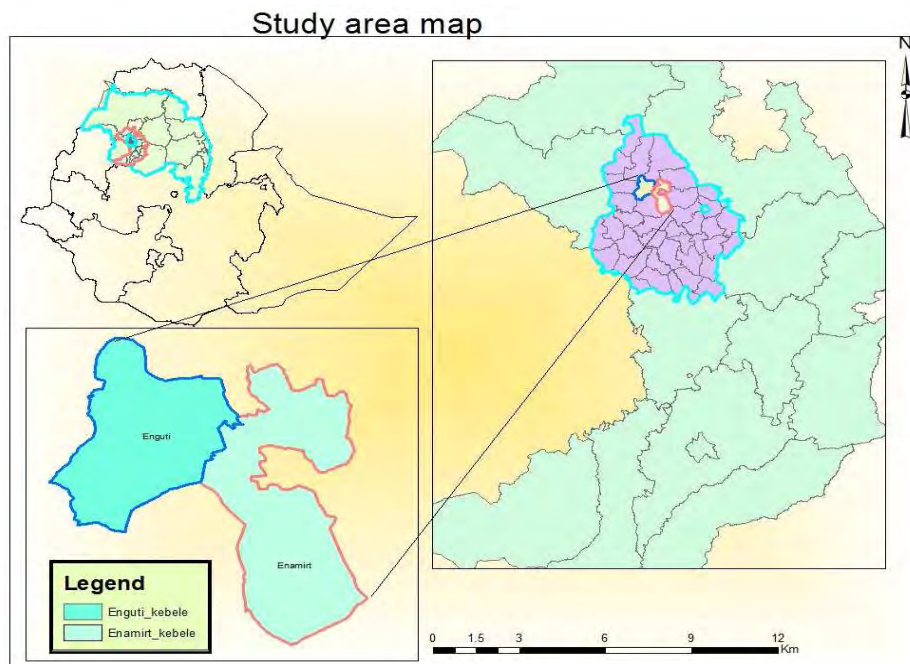 Study area map
N
Enguti
Enamirt
Legend
Enguti_kebele
Enamirt_kebele
0 1.5 3 6 9 12
Km